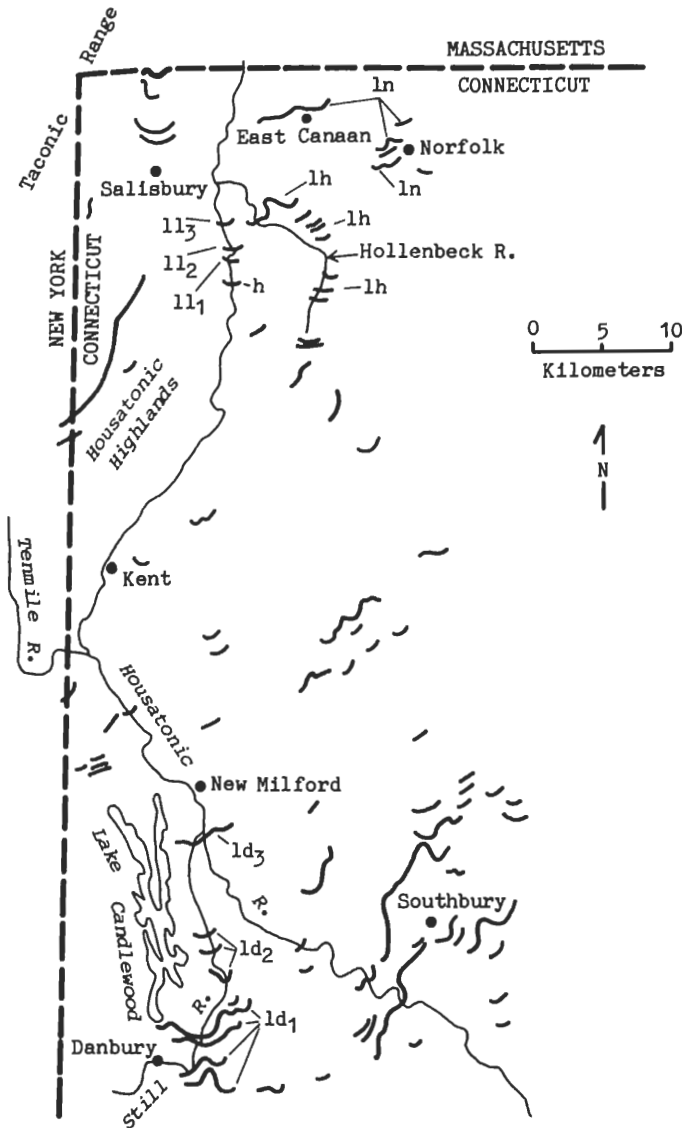 Taconic Range
MASSACHUSETTS
CONNECTICUT
ln
East Canaan
Norfolk
ln
Salisbury
lh
lh
ll3
Hollenbeck R.
ll2
ll1
h
lh
NEW YORK
CONNECTICUT
0 5 10
Kilometers
Housatonic
Highlands
N
Tenmile R.
Kent
Housatonic R.
New Milford
ld3
Lake Candlewood
Southbury
ld2
ld1
Danbury
Still R.